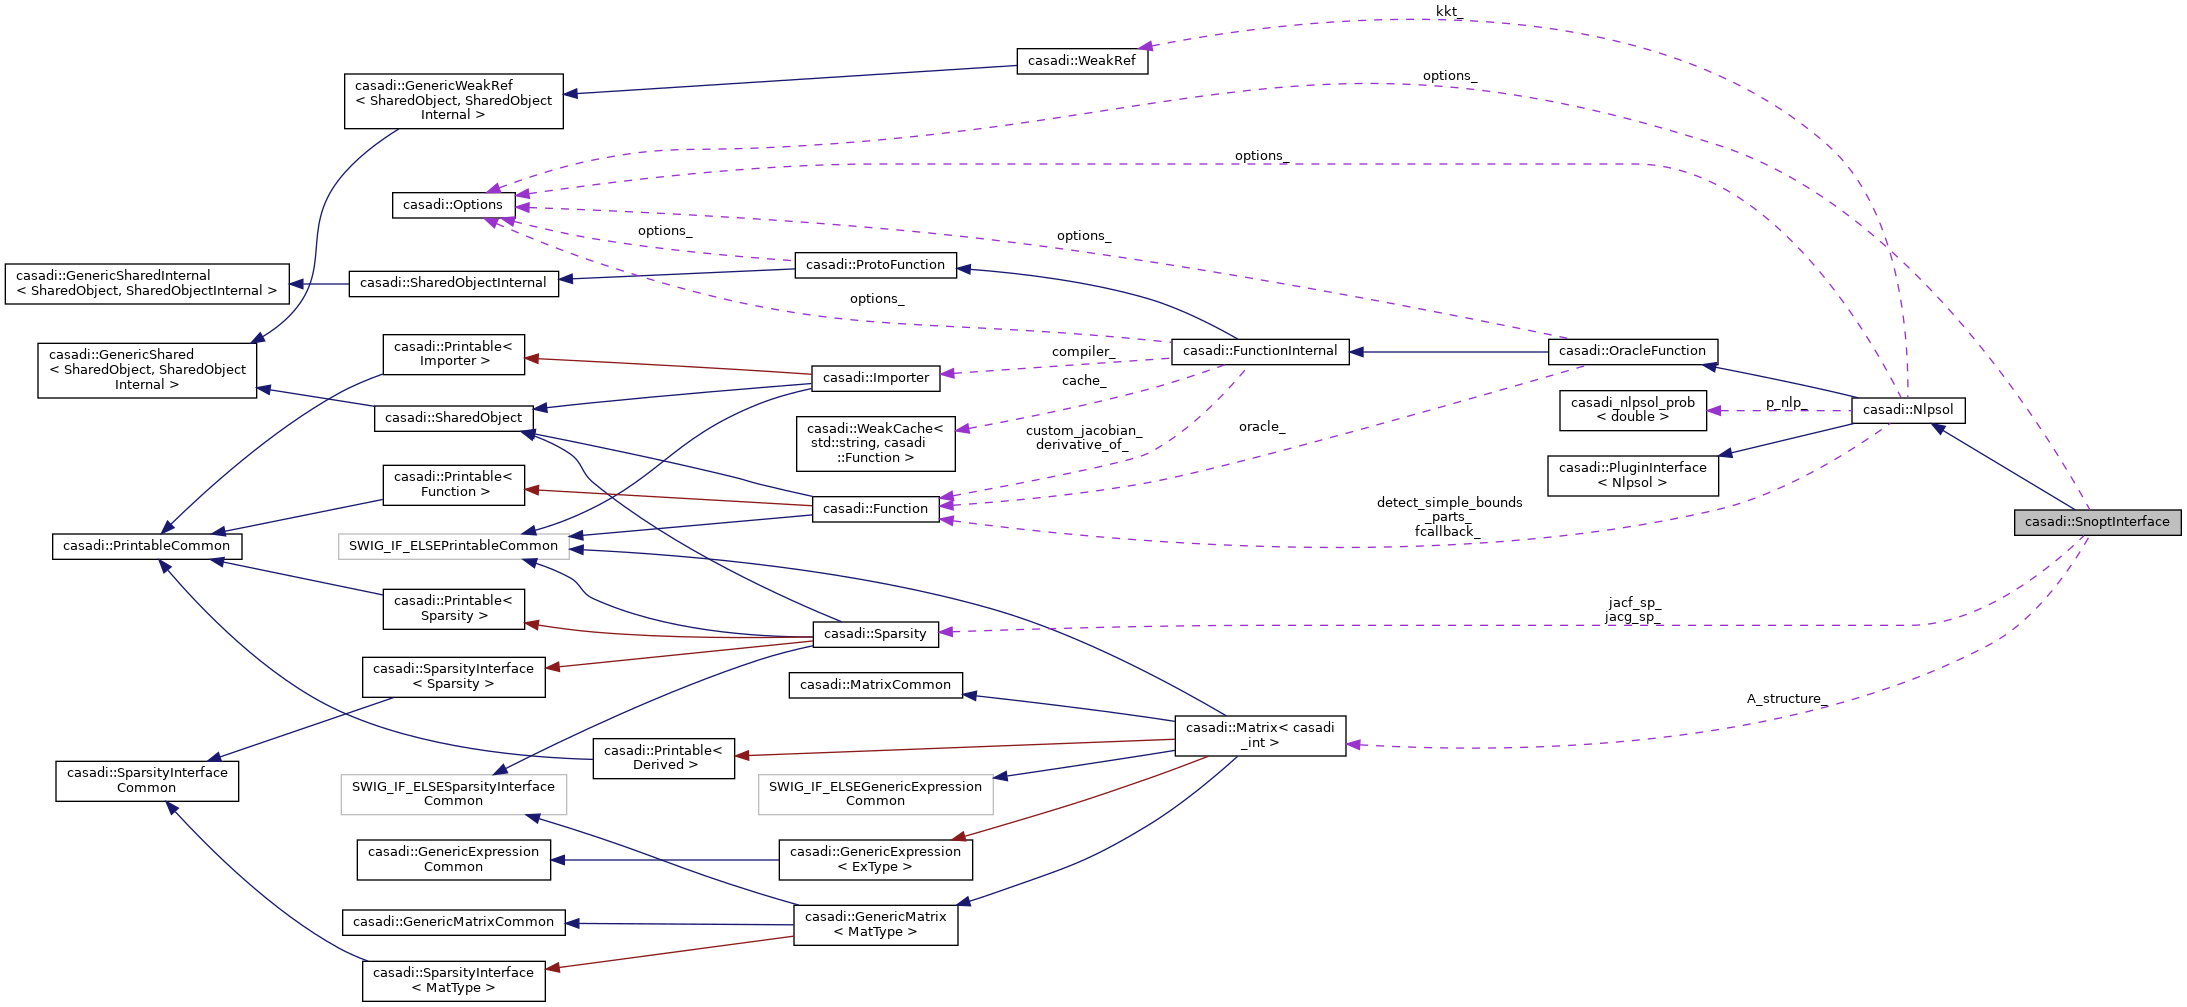 kkt_
casadi::WeakRef
options_
casadi::GenericWeakRef
< SharedObject, SharedObject
Internal >
options_
casadi::Options
options_
options_
casadi::ProtoFunction
casadi::GenericSharedInternal
< SharedObject, SharedObjectInternal >
casadi::SharedObjectInternal
options_
casadi::Printable<
Importer >
compiler_
casadi::FunctionInternal
casadi::OracleFunction
casadi::GenericShared
< SharedObject, SharedObject
Internal >
casadi::Importer
cache_
casadi_nlpsol_prob
< double >
p_nlp_
casadi::Nlpsol
casadi::SharedObject
casadi::WeakCache<
std::string, casadi
::Function >
custom_jacobian_
derivative_of_
oracle_
casadi::PluginInterface
< Nlpsol >
casadi::Printable<
Function >
casadi::Function
detect_simple_bounds
_parts_
fcallback_
casadi::SnoptInterface
casadi::PrintableCommon
SWIG_IF_ELSEPrintableCommon
casadi::Printable<
Sparsity >
jacf_sp_
jacg_sp_
casadi::Sparsity
casadi::SparsityInterface
< Sparsity >
casadi::MatrixCommon
A_structure_
casadi::Matrix< casadi
_int >
casadi::Printable<
Derived >
casadi::SparsityInterface
Common
SWIG_IF_ELSESparsityInterface
Common
SWIG_IF_ELSEGenericExpression
Common
casadi::GenericExpression
Common
casadi::GenericExpression
< ExType >
casadi::GenericMatrixCommon
casadi::GenericMatrix
< MatType >
casadi::SparsityInterface
< MatType >